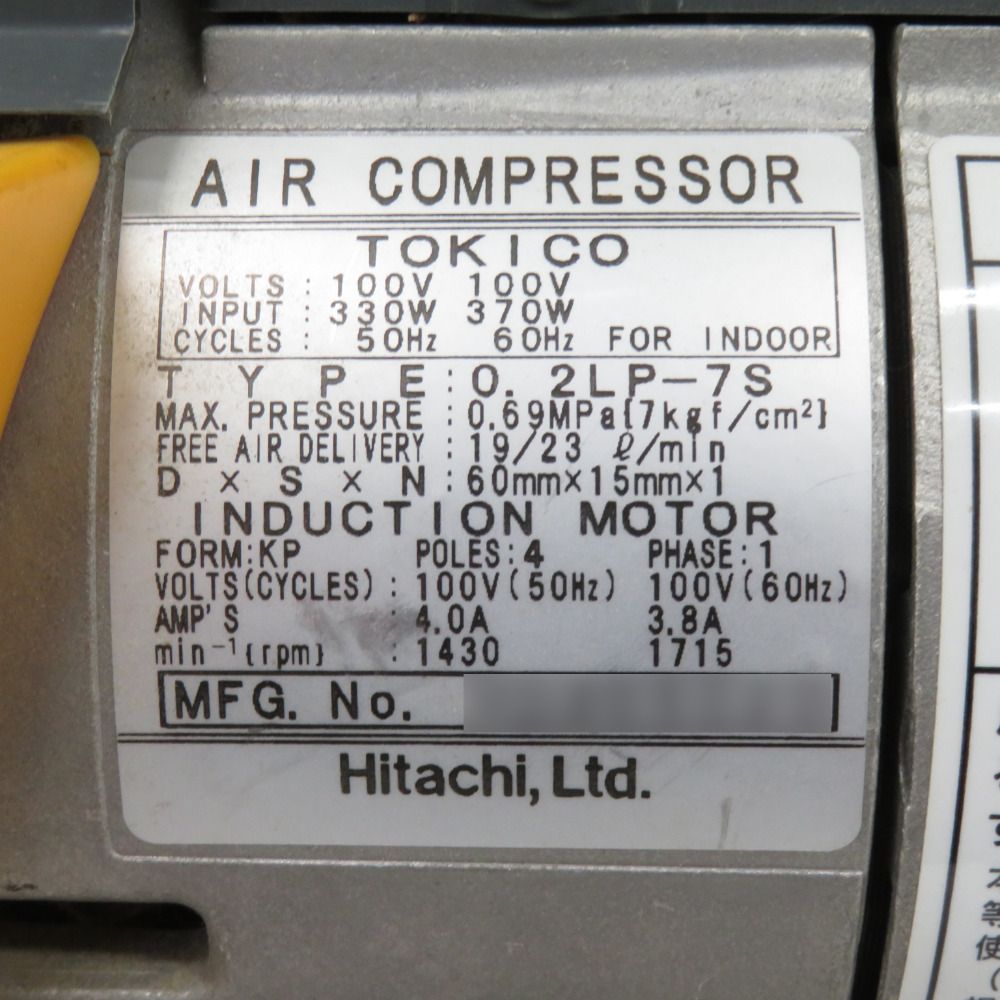 AIR COMPRESSOR
TOKICO
VOLTS : 100V 100V
INPUT : 330W 370W
CYCLES : 50Hz 60Hz FOR INDOOR
TYPE : 0.2LP-7S
MAX. PRESSURE : 0.69MPa{7kgf/cm²}
FREE AIR DELIVERY : 19/23 ℓ/min
D × S × N : 60mm×15mm×1
INDUCTION MOTOR
FORM:KP POLES:4 PHASE:1
VOLTS(CYCLES) : 100V(50Hz) 100V(60Hz)
AMP'S : 4.0A 3.8A
min⁻¹{rpm} : 1430 1715
MFG. No.
Hitachi, Ltd.
等
使